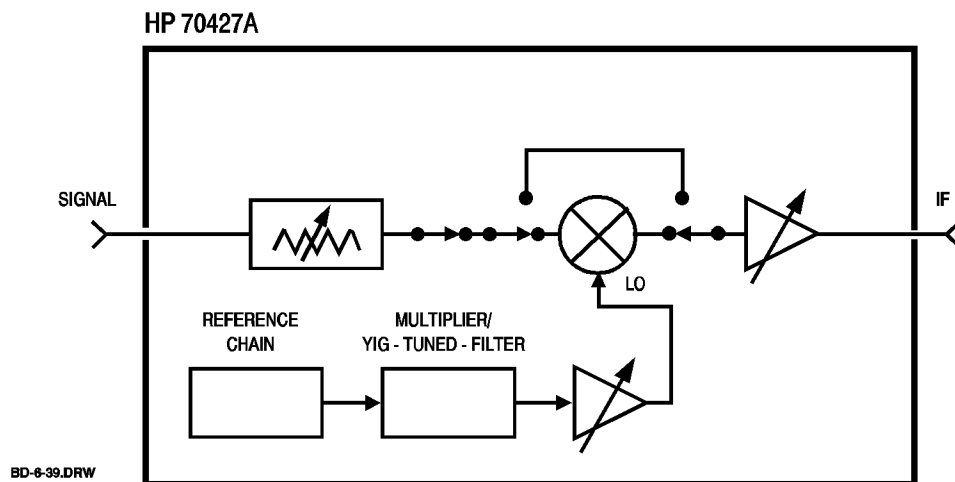 HP 70427A
SIGNAL
IF
LO
REFERENCE
CHAIN
MULTIPLIER/
YIG - TUNED - FILTER
BD-6-39.DRW